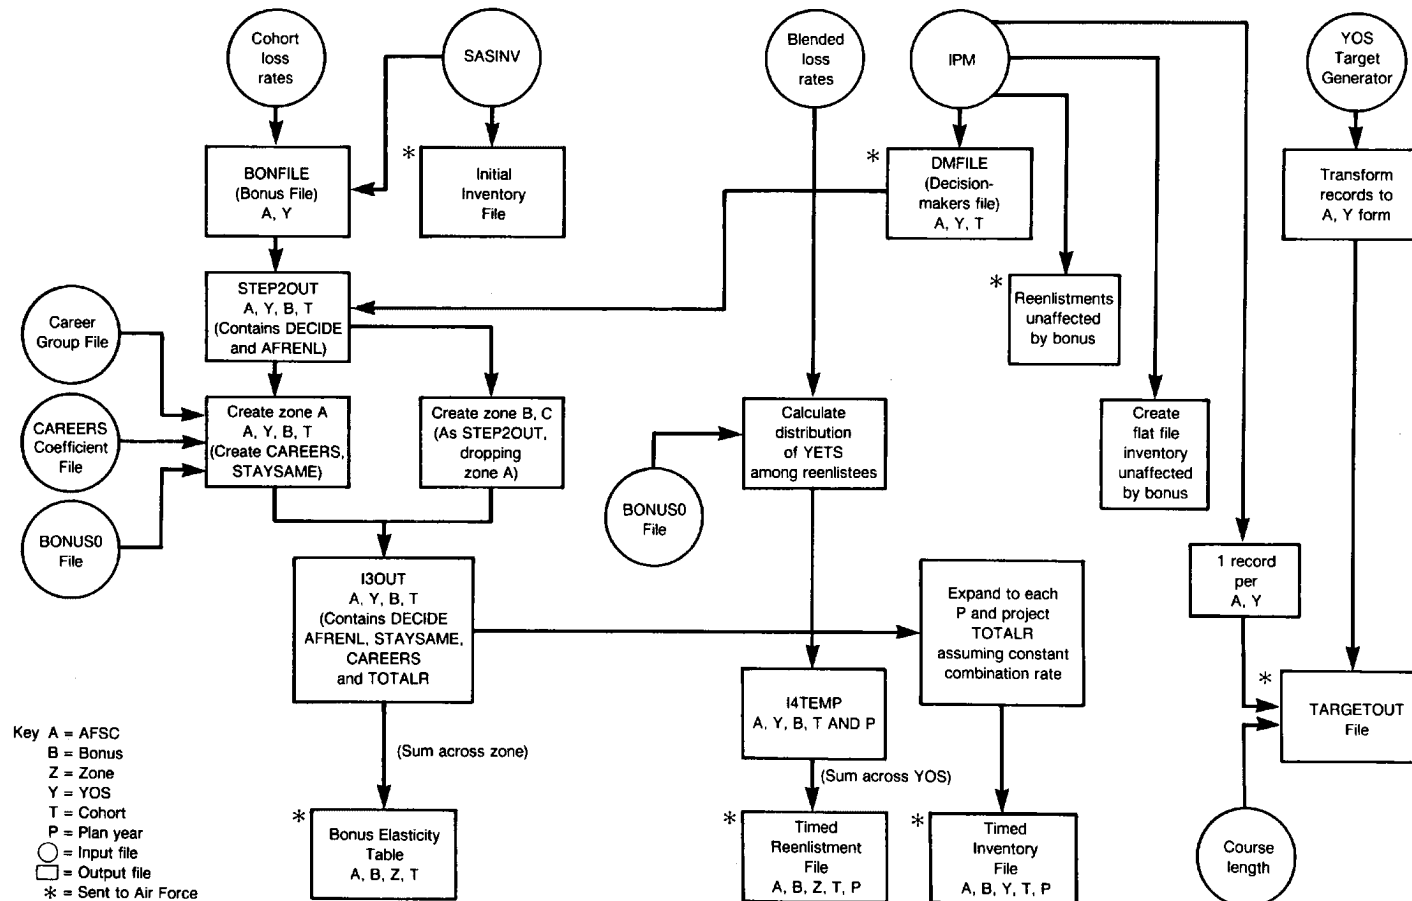 Cohort
loss
rates
SASINV
Blended
loss
rates
IPM
YOS
Target
Generator
BONFILE
(Bonus File)
A, Y
*
Initial
Inventory
File
*
DMFILE
(Decision-
makers file)
A, Y, T
Transform
records to
A, Y form
STEP2OUT
A, Y, B, T
(Contains DECIDE
and AFRENL)
*
Reenlistments
unaffected
by bonus
Career
Group File
CAREERS
Coefficient
File
BONUS0
File
Create zone A
A, Y, B, T
(Create CAREERS,
STAYSAME)
Create zone B, C
(As STEP2OUT,
dropping
zone A)
Calculate
distribution
of YETS
among reenlistees
Create
flat file
inventory
unaffected
by bonus
BONUS0
File
I3OUT
A, Y, B, T
(Contains DECIDE
AFRENL, STAYSAME,
CAREERS
and TOTALR
Expand to each
P and project
TOTALR
assuming constant
combination rate
1 record
per
A, Y
I4TEMP
A, Y, B, T AND P
*
TARGETOUT
File
(Sum across zone)
(Sum across YOS)
Key A = AFSC
B = Bonus
Z = Zone
Y = YOS
T = Cohort
P = Plan year
= Input file
= Output file
* = Sent to Air Force
*
Bonus Elasticity
Table
A, B, Z, T
*
Timed
Reenlistment
File
A, B, Z, T, P
*
Timed
Inventory
File
A, B, Y, T, P
Course
length